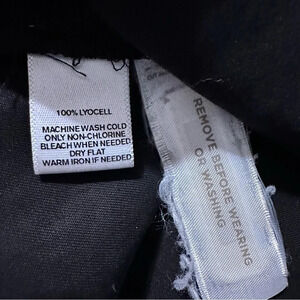 100% LYOCELL
MACHINE WASH COLD
ONLY NON-CHLORINE
BLEACH WHEN NEEDED
DRY FLAT
WARM IRON IF NEEDED
REMOVE BEFORE WEARING
OR WASHING